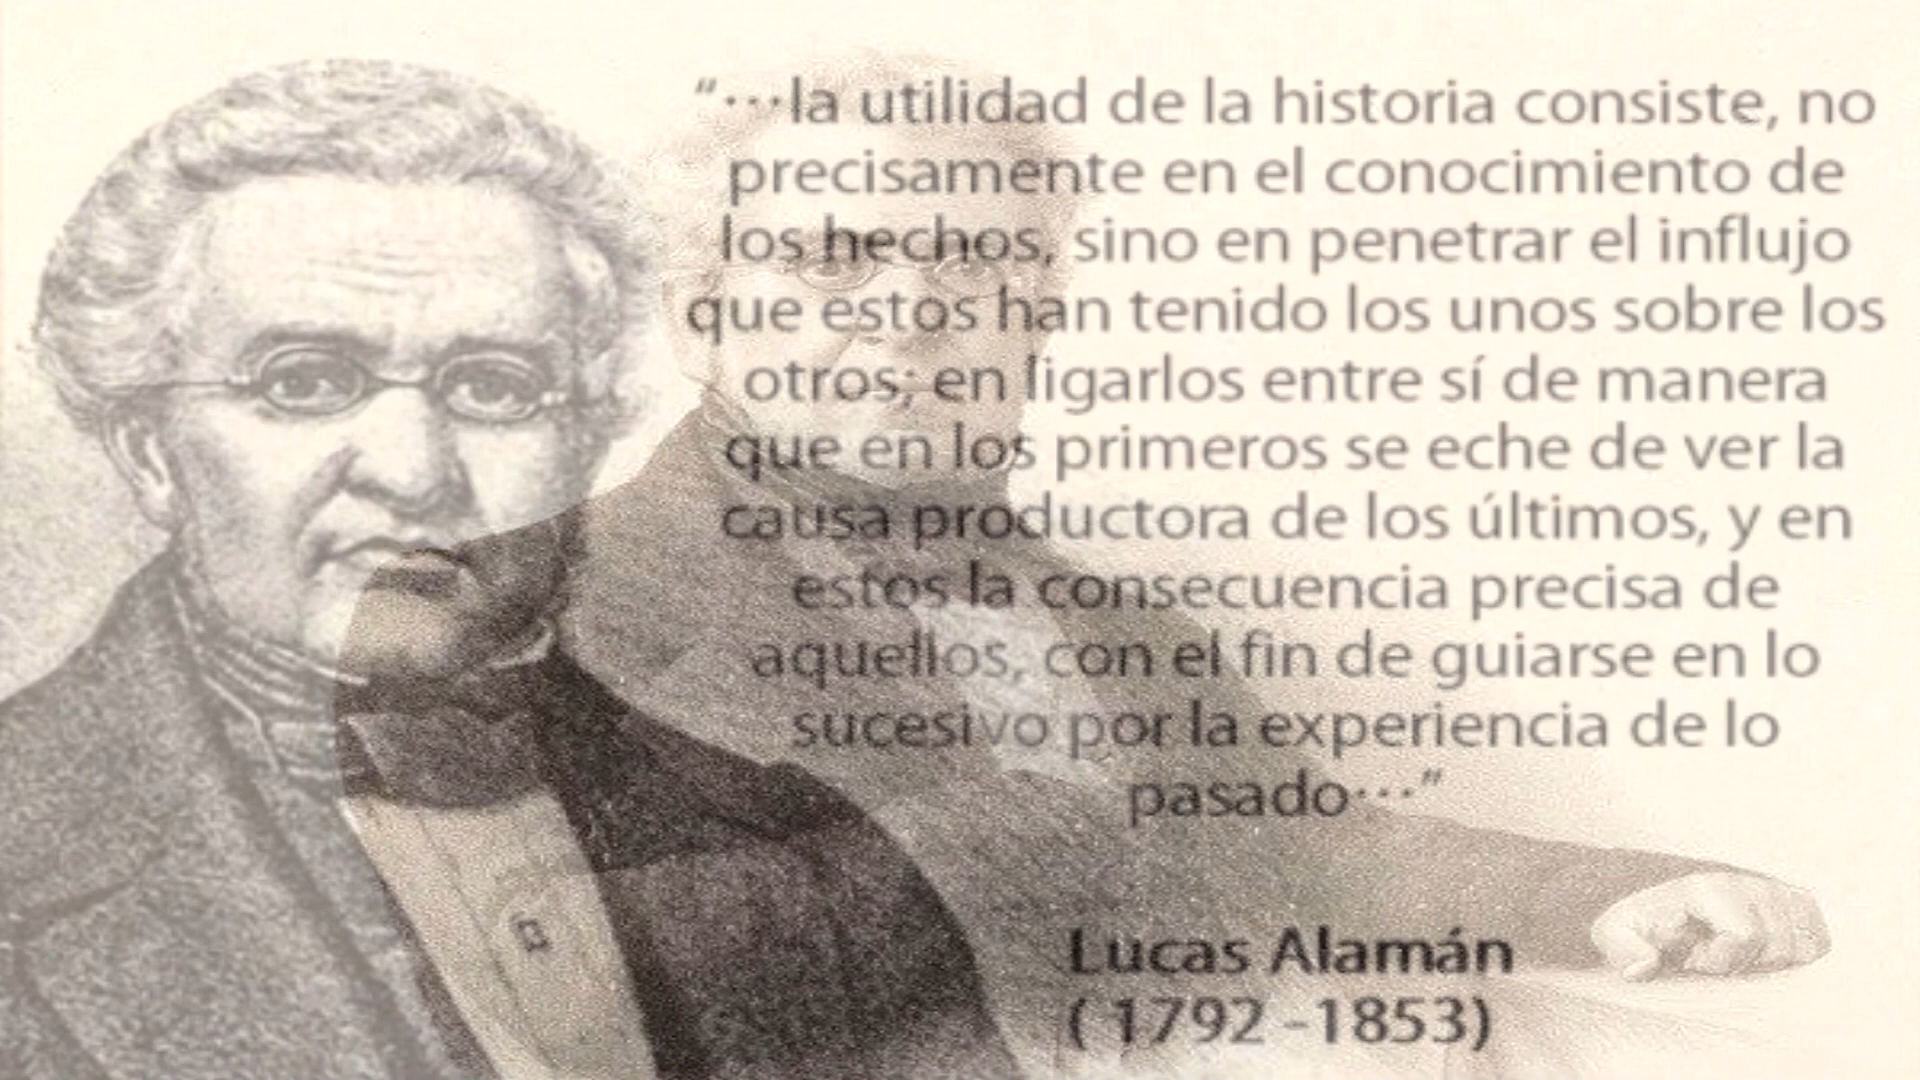 “···la utilidad de la historia consiste, no
precisamente en el conocimiento de
los hechos, sino en penetrar el influjo
que estos han tenido los unos sobre los
otros; en ligarlos entre sí de manera
que en los primeros se eche de ver la
causa productora de los últimos, y en
estos la consecuencia precisa de
aquellos, con el fin de guiarse en lo
sucesivo por la experiencia de lo
pasado···”
Lucas Alamán
( 1792 -1853)